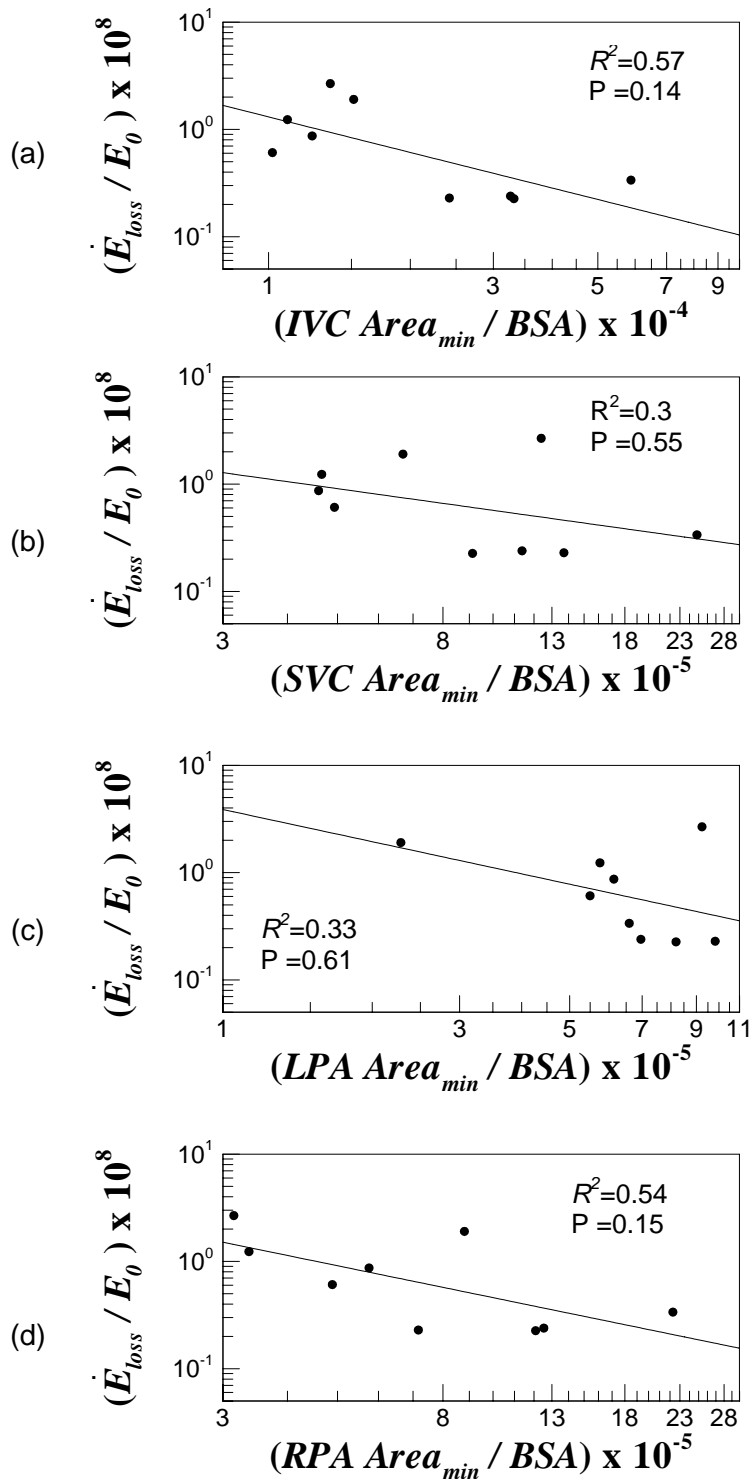 (a)
(Ė_loss / E_0) x 10^8
10^1
10^0
10^-1
R^2=0.57
P =0.14
1 3 5 7 9
(IVC Area_min / BSA) x 10^-4
(b)
(Ė_loss / E_0) x 10^8
10^1
10^0
10^-1
R^2=0.3
P =0.55
3 8 13 18 23 28
(SVC Area_min / BSA) x 10^-5
(c)
(Ė_loss / E_0) x 10^8
10^1
10^0
10^-1
R^2=0.33
P =0.61
1 3 5 7 9 11
(LPA Area_min / BSA) x 10^-5
(d)
(Ė_loss / E_0) x 10^8
10^1
10^0
10^-1
R^2=0.54
P =0.15
3 8 13 18 23 28
(RPA Area_min / BSA) x 10^-5